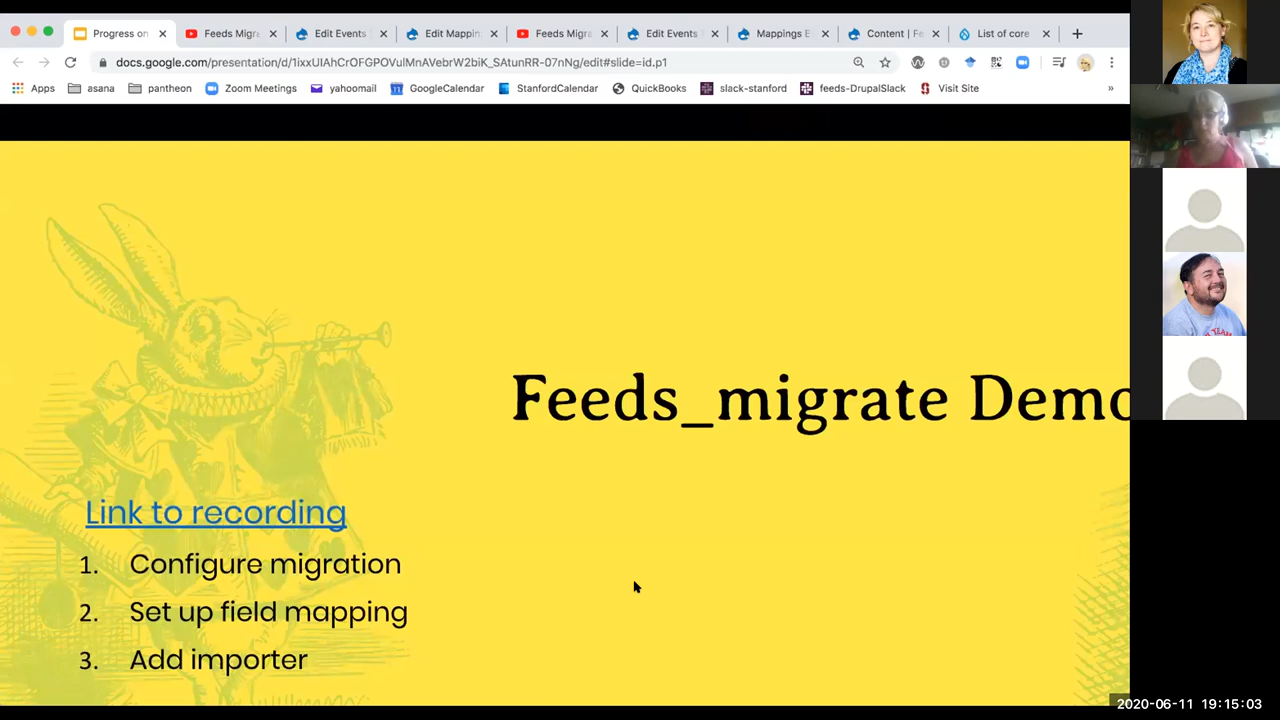 Progress on
Feeds Migra
Edit Events
Edit Mappin
Feeds Migra
Edit Events
Mappings E
Content | Fe
List of core
docs.google.com/presentation/d/1ixxUIAhCrOFGPOVulMnAVebrW2biK_SAtunRR-07nNg/edit#slide=id.p1
Apps
asana
pantheon
Zoom Meetings
yahoomail
GoogleCalendar
StanfordCalendar
QuickBooks
slack-stanford
feeds-DrupalSlack
Visit Site
»
Feeds_migrate Demo
Link to recording
1. Configure migration
2. Set up field mapping
3. Add importer
TEAM
2020-06-11 19:15:03